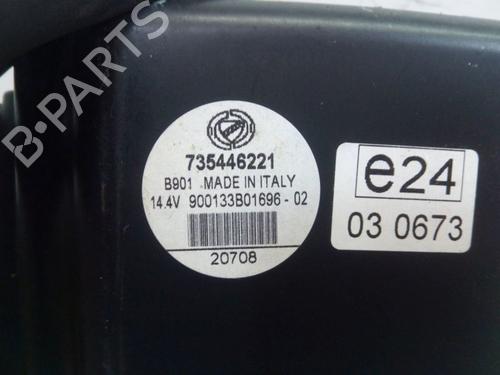 735446221
B901 MADE IN ITALY
14.4V 900133B01696 - 02
20708
e24
03 0673
B-PARTS